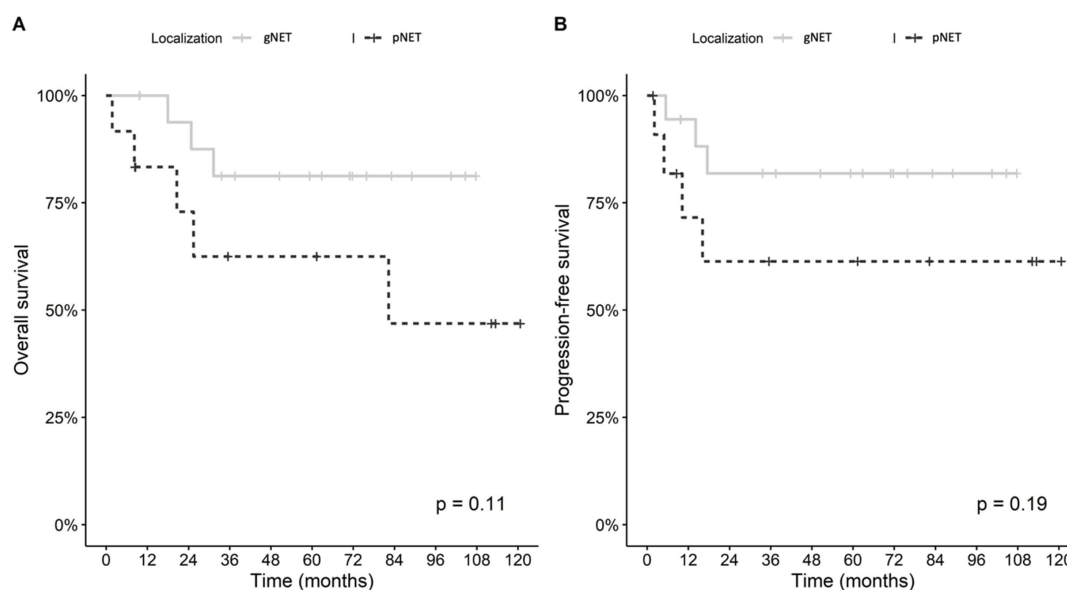 A
Localization gNET l pNET
Overall survival
100%
75%
50%
25%
0%
p = 0.11
0 12 24 36 48 60 72 84 96 108 120
Time (months)
B
Localization gNET l pNET
Progression-free survival
100%
75%
50%
25%
0%
p = 0.19
0 12 24 36 48 60 72 84 96 108 120
Time (months)